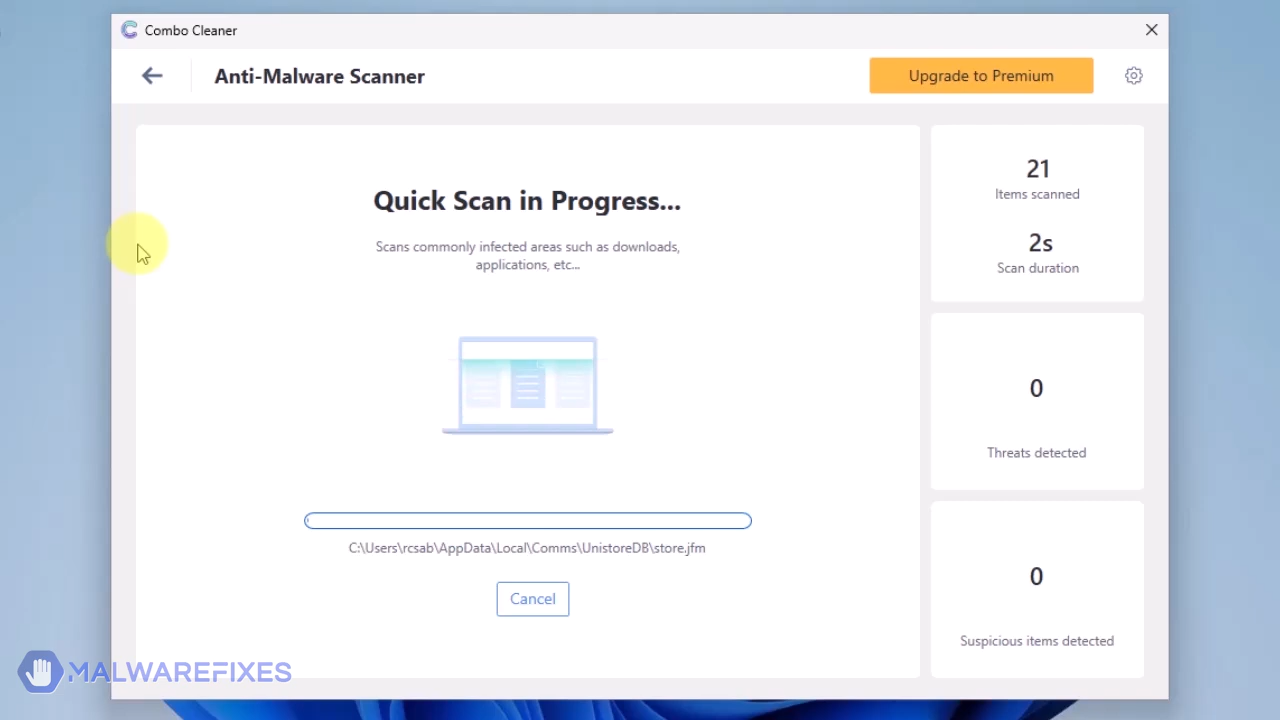 Combo Cleaner
Anti-Malware Scanner
Upgrade to Premium
Quick Scan in Progress...
Scans commonly infected areas such as downloads,
applications, etc...
C:\Users\rcsab\AppData\Local\Comms\UnistoreDB\store.jfm
Cancel
21
Items scanned
2s
Scan duration
0
Threats detected
0
Suspicious items detected
MALWAREFIXES